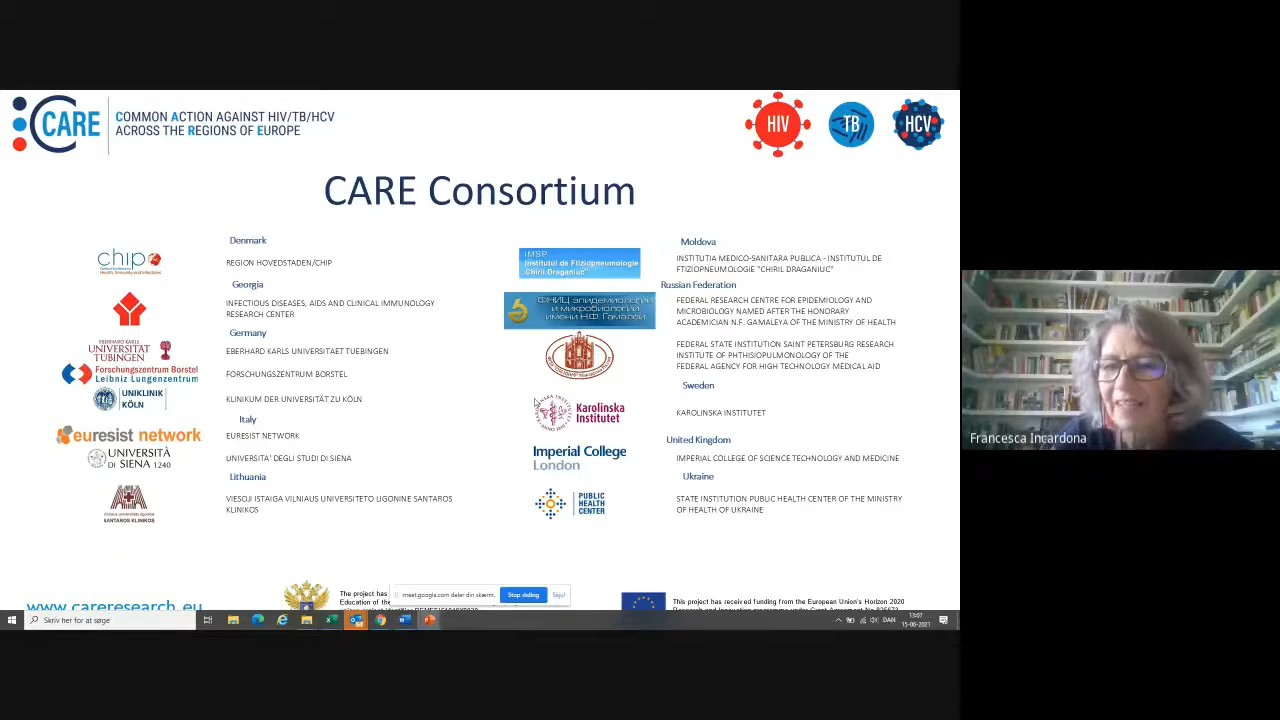 CARE
COMMON ACTION AGAINST HIV/TB/HCV
ACROSS THE REGIONS OF EUROPE
HIV
TB
HCV
CARE Consortium
Denmark
chip
REGION HOVEDSTADEN/CHIP
Georgia
INFECTIOUS DISEASES, AIDS AND CLINICAL IMMUNOLOGY
RESEARCH CENTER
Germany
EBERHARD KARLS
UNIVERSITÄT
TÜBINGEN
EBERHARD KARLS UNIVERSITAET TUEBINGEN
Forschungszentrum Borstel
Leibniz Lungenzentrum
FORSCHUNGSZENTRUM BORSTEL
UNIKLINIK
KÖLN
KLINIKUM DER UNIVERSITÄT ZU KÖLN
Italy
euresist network
EURESIST NETWORK
UNIVERSITÀ
DI SIENA 1240
UNIVERSITA' DEGLI STUDI DI SIENA
Lithuania
SANTAROS KLINIKOS
VIESOJI ISTAIGA VILNIAUS UNIVERSITETO LIGONINE SANTAROS
KLINIKOS
Moldova
IMSP
Institutul de Ftiziopneumologie
„Chiril Draganiuc"
INSTITUTIA MEDICO-SANITARA PUBLICA - INSTITUTUL DE
FTIZIOPNEUMOLOGIE "CHIRIL DRAGANIUC"
Russian Federation
ФНИЦ эпидемиологии
и микробиологии
имени Н.Ф. Гамалеи
FEDERAL RESEARCH CENTRE FOR EPIDEMIOLOGY AND
MICROBIOLOGY NAMED AFTER THE HONORARY
ACADEMICIAN N.F. GAMALEYA OF THE MINISTRY OF HEALTH
FEDERAL STATE INSTITUTION SAINT PETERSBURG RESEARCH
INSTITUTE OF PHTHISIOPULMONOLOGY OF THE
FEDERAL AGENCY FOR HIGH TECHNOLOGY MEDICAL AID
Sweden
Karolinska
Institutet
KAROLINSKA INSTITUTET
United Kingdom
Imperial College
London
IMPERIAL COLLEGE OF SCIENCE TECHNOLOGY AND MEDICINE
Ukraine
PUBLIC
HEALTH
CENTER
STATE INSTITUTION PUBLIC HEALTH CENTER OF THE MINISTRY
OF HEALTH OF UKRAINE
www.careresearch.eu
The project has
Education of the
meet.google.com deler din skærm.
Stop deling
Skjul
This project has received funding from the European Union's Horizon 2020
Skriv her for at søge
DAN
13:07
15-06-2021
Francesca Incardona